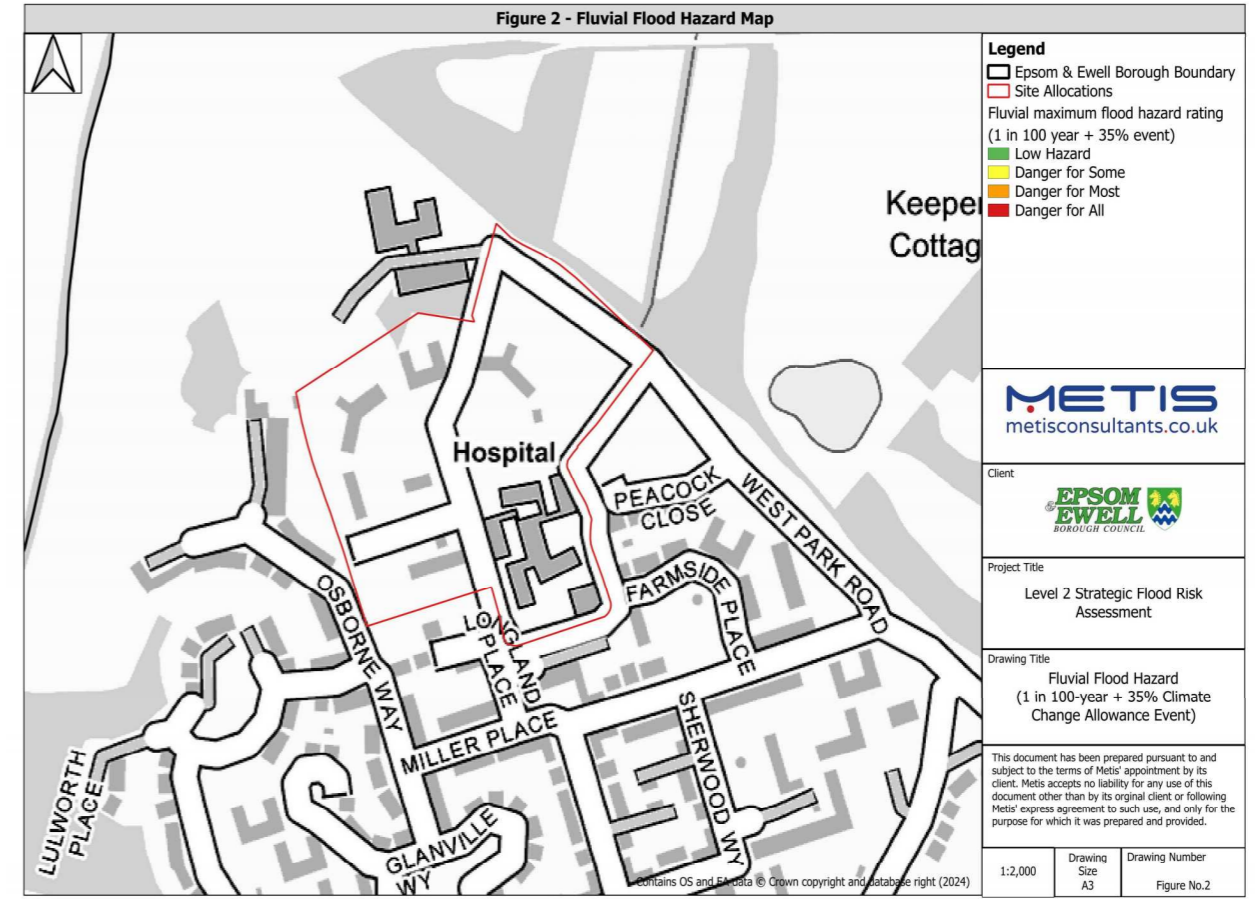 Figure 2 - Fluvial Flood Hazard Map
Keeper
Cottag
Hospital
PEACOCK
CLOSE
WEST PARK ROAD
FARMSIDE PLACE
OSBORNE WAY
LONGLAND
PLACE
MILLER PLACE
SHERWOOD WY
LULWORTH
PLACE
GLANVILLE
WY
Contains OS and EA data © Crown copyright and database right (2024)
Legend
Epsom & Ewell Borough Boundary
Site Allocations
Fluvial maximum flood hazard rating
(1 in 100 year + 35% event)
Low Hazard
Danger for Some
Danger for Most
Danger for All
METIS
metisconsultants.co.uk
Client
EPSOM
& EWELL
BOROUGH COUNCIL
Project Title
Level 2 Strategic Flood Risk
Assessment
Drawing Title
Fluvial Flood Hazard
(1 in 100-year + 35% Climate
Change Allowance Event)
This document has been prepared pursuant to and
subject to the terms of Metis' appointment by its
client. Metis accepts no liability for any use of this
document other than by its orginal client or following
Metis' express agreement to such use, and only for the
purpose for which it was prepared and provided.
1:2,000
Drawing
Size
A3
Drawing Number
Figure No.2